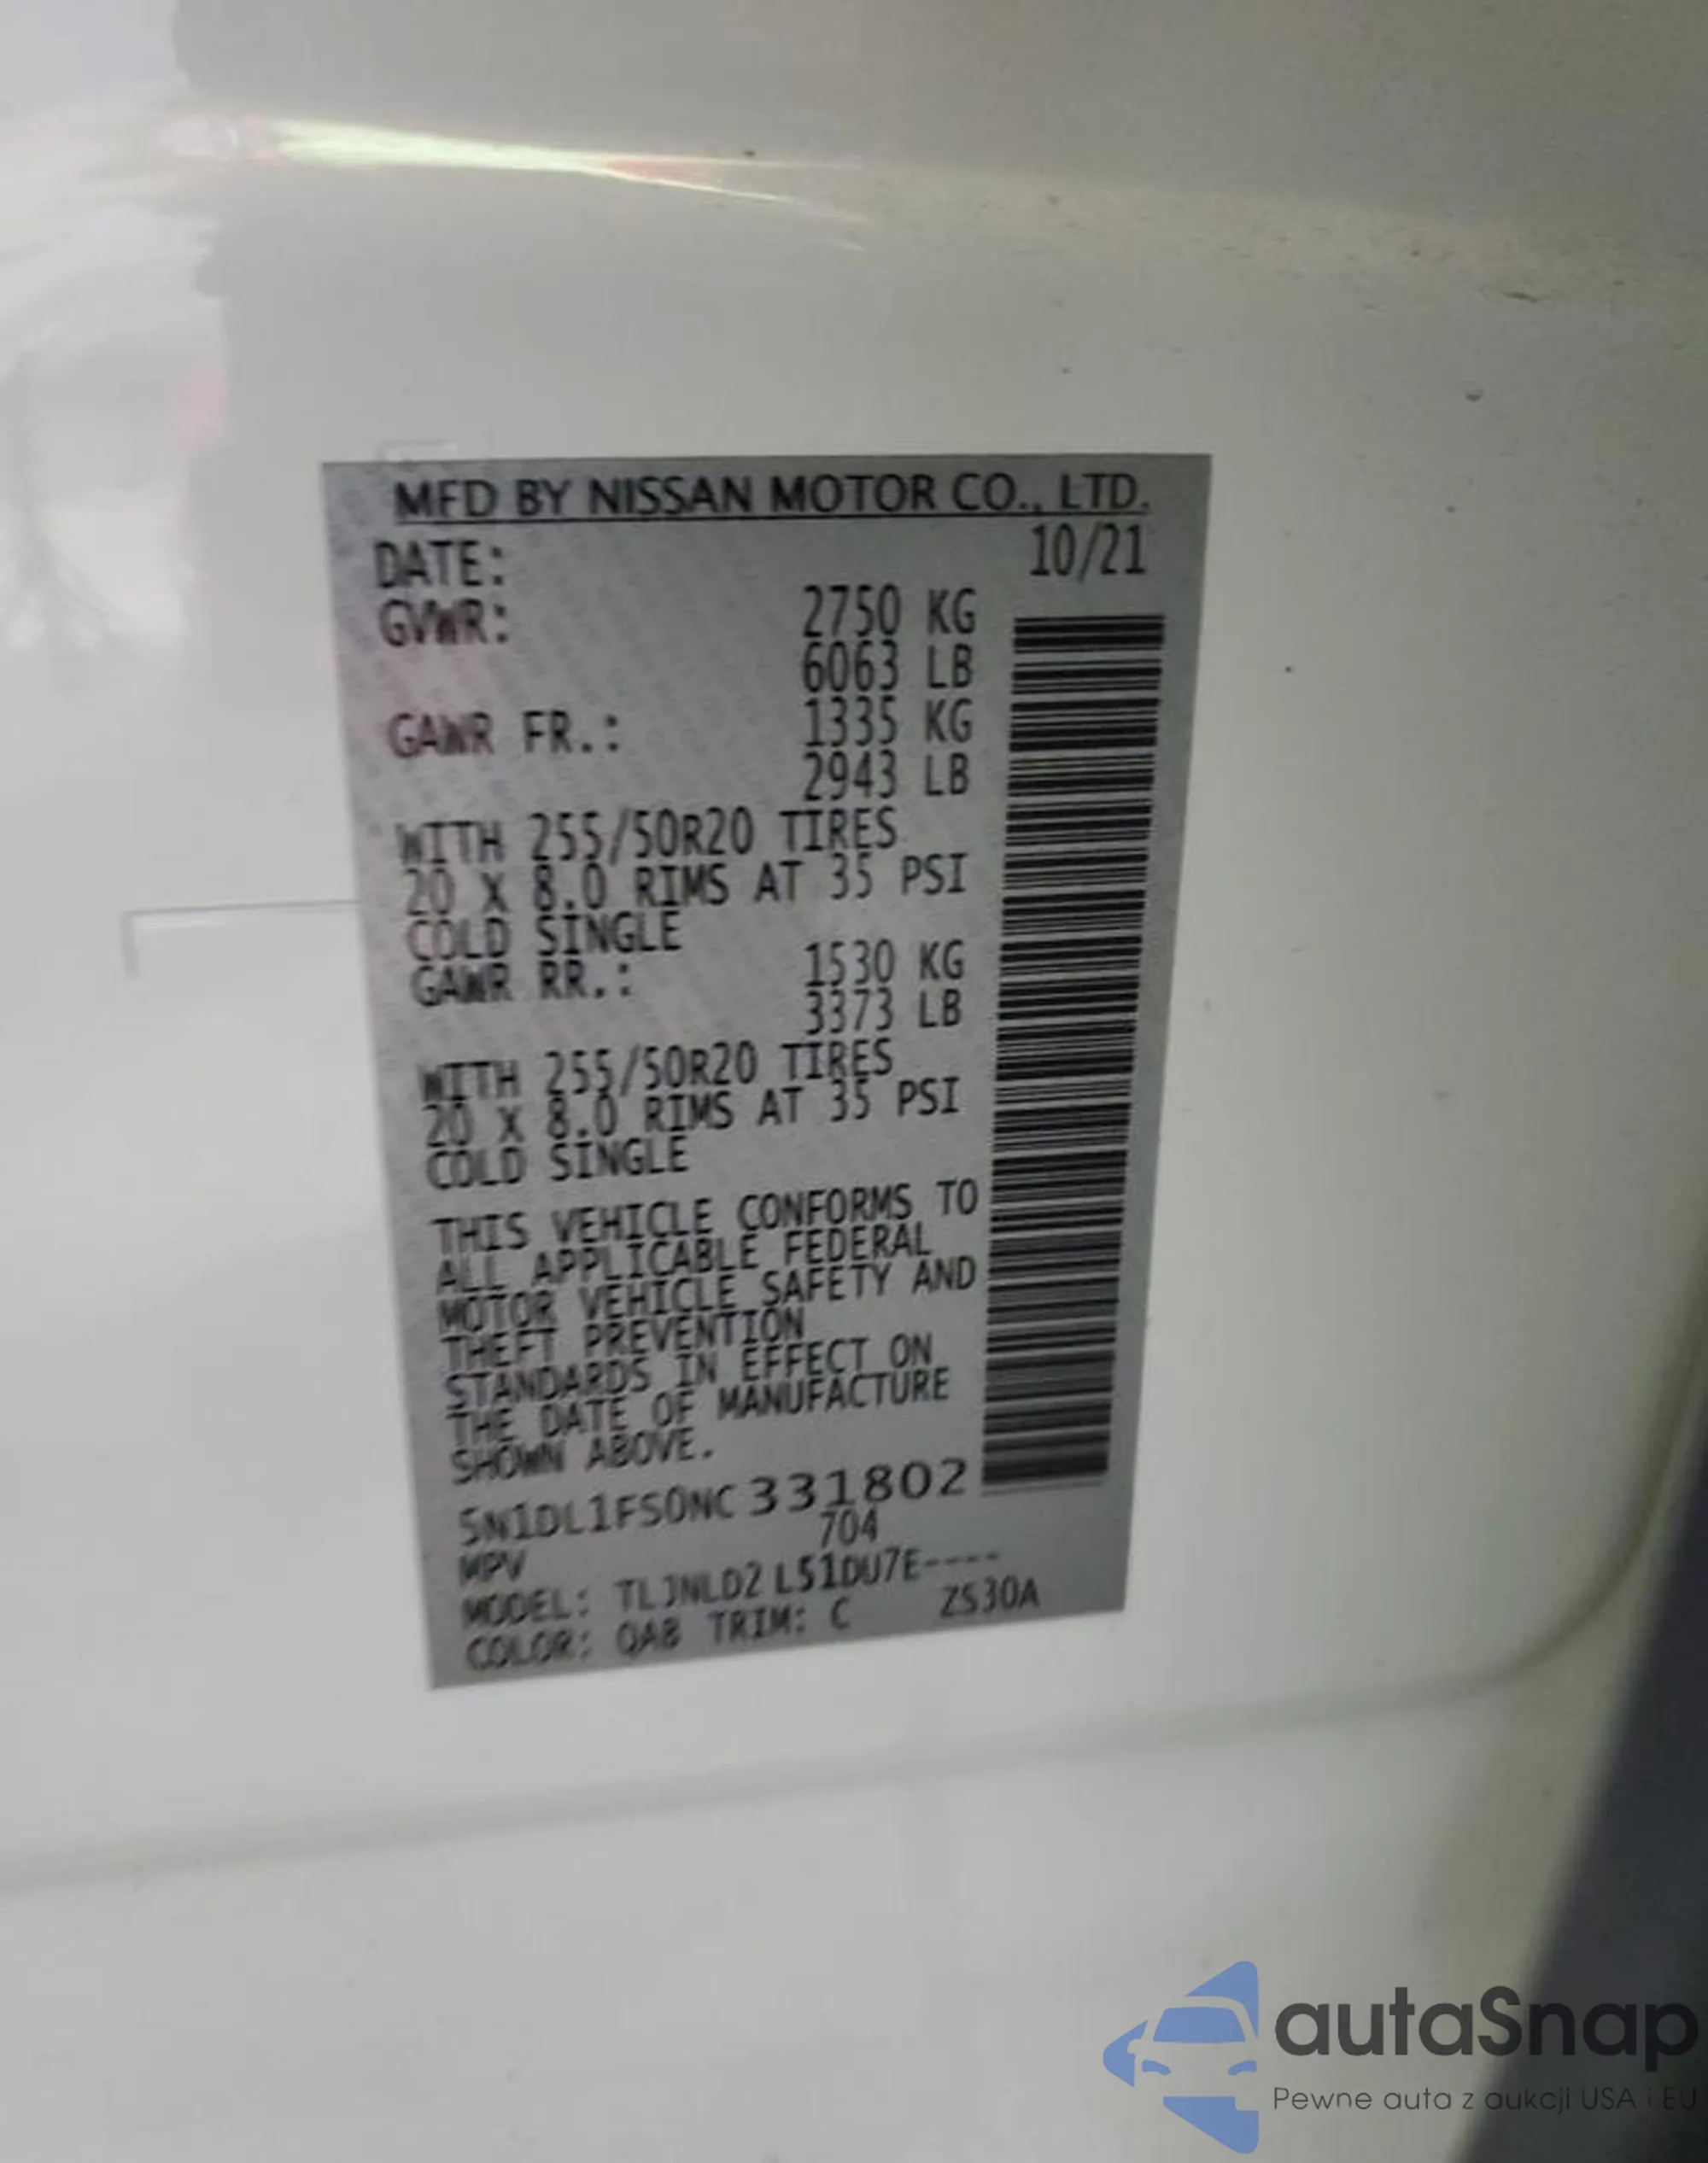 MFD BY NISSAN MOTOR CO., LTD.
DATE: 10/21
GVWR: 2750 KG
6063 LB
GAWR FR.: 1335 KG
2943 LB
WITH 255/50R20 TIRES
20 X 8.0 RIMS AT 35 PSI
COLD SINGLE
GAWR RR.: 1530 KG
3373 LB
WITH 255/50R20 TIRES
20 X 8.0 RIMS AT 35 PSI
COLD SINGLE
THIS VEHICLE CONFORMS TO
ALL APPLICABLE FEDERAL
MOTOR VEHICLE SAFETY AND
THEFT PREVENTION
STANDARDS IN EFFECT ON
THE DATE OF MANUFACTURE
SHOWN ABOVE.
5N1DL1FS0NC331802
704
MPV
MODEL: TLJNLD2 L51DU7E----
COLOR: QAB TRIM: C ZS30A
autaSnap
Pewne auta z aukcji USA i EU